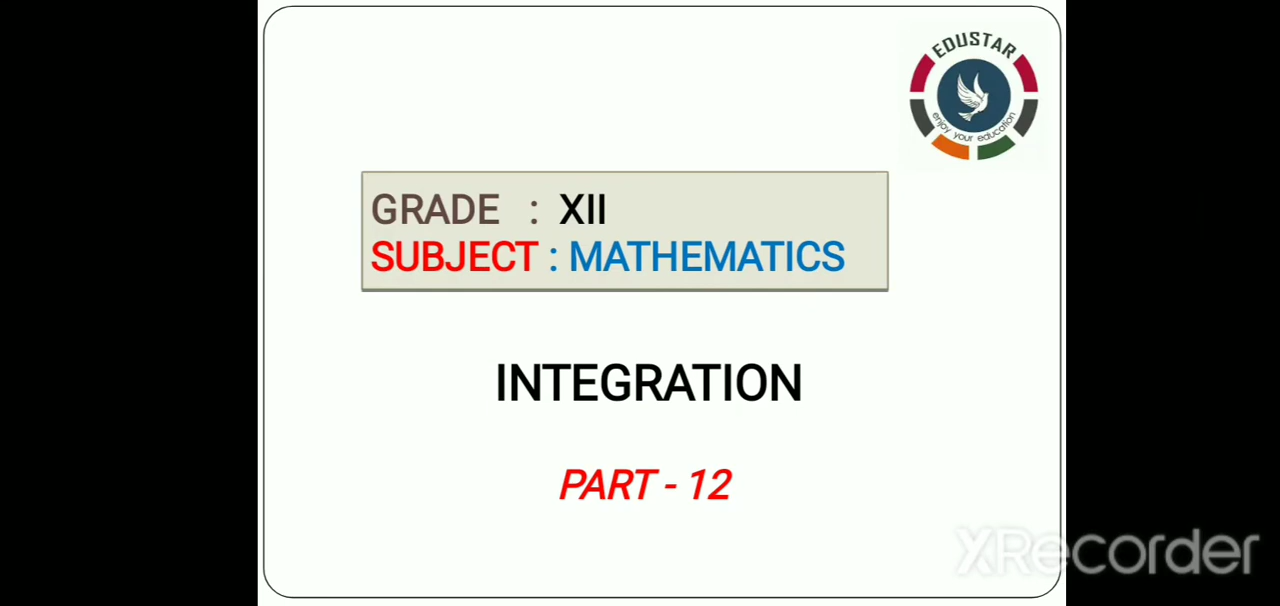 EDUSTAR
enjoy your education
GRADE : XII
SUBJECT : MATHEMATICS
INTEGRATION
PART - 12
XRecorder